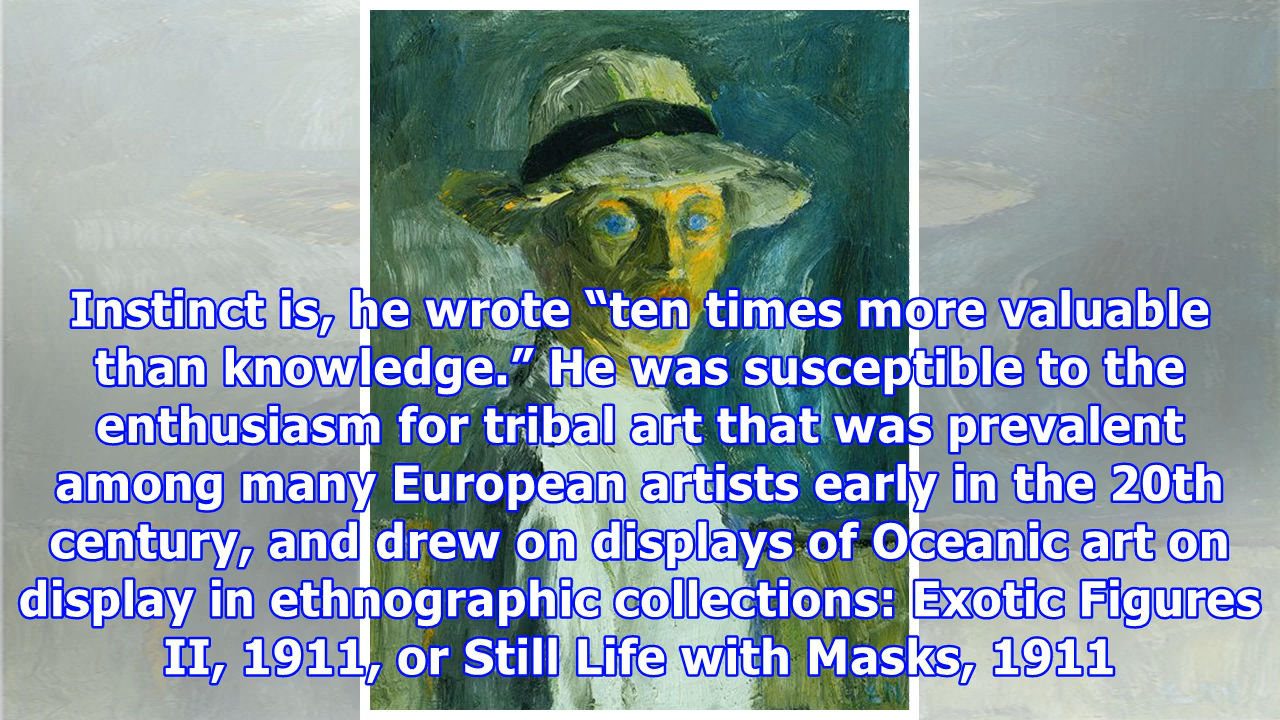 Instinct is, he wrote “ten times more valuable
than knowledge.” He was susceptible to the
enthusiasm for tribal art that was prevalent
among many European artists early in the 20th
century, and drew on displays of Oceanic art on
display in ethnographic collections: Exotic Figures
II, 1911, or Still Life with Masks, 1911